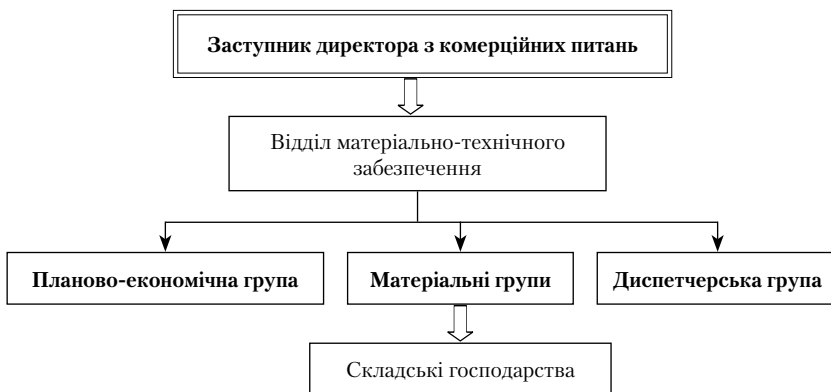 Заступник директора з комерційних питань
Відділ матеріально-технічного
забезпечення
Планово-економічна група
Матеріальні групи
Диспетчерська група
Складські господарства